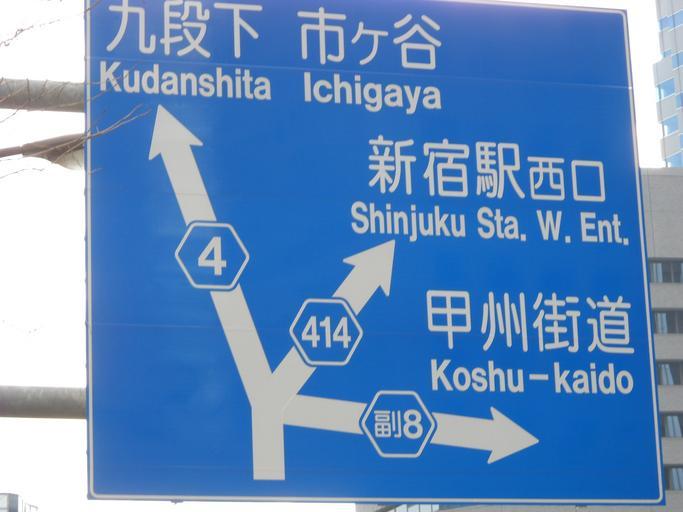 九段下 市ケ谷
Kudanshita Ichigaya
新宿駅西口
Shinjuku Sta. W. Ent.
4
414
甲州街道
Koshu-kaido
副8